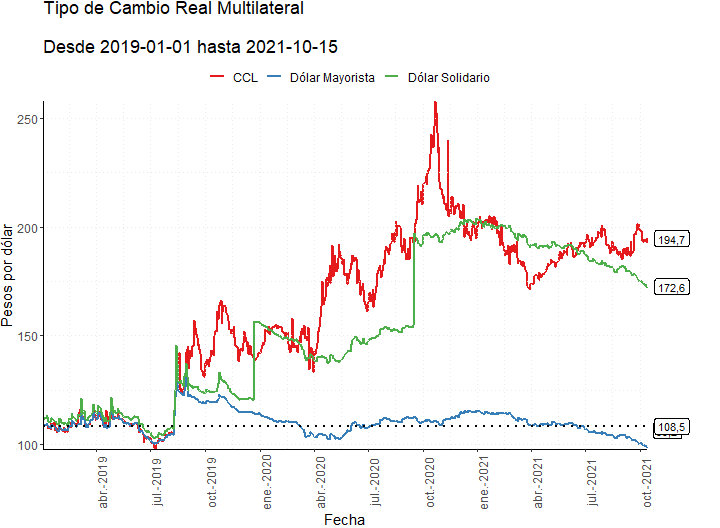 Tipo de Cambio Real Multilateral
Desde 2019-01-01 hasta 2021-10-15
CCL Dólar Mayorista Dólar Solidario
Pesos por dólar
250
200
150
100
194,7
172,6
108,5
abr.-2019
jul.-2019
oct.-2019
ene.-2020
abr.-2020
jul.-2020
oct.-2020
ene.-2021
abr.-2021
jul.-2021
oct.-2021
Fecha